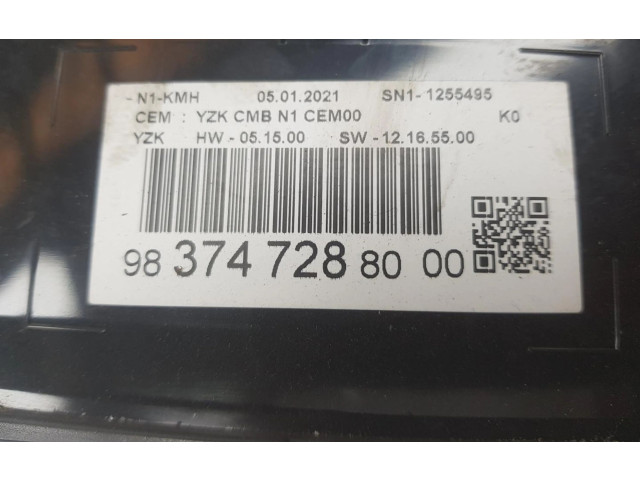 - N1-KMH 05.01.2021 SN1- 1255495
CEM : YZK CMB N1 CEM00 K0
YZK HW - 05.15.00 SW - 12.16.55.00
98 374 728 80 00